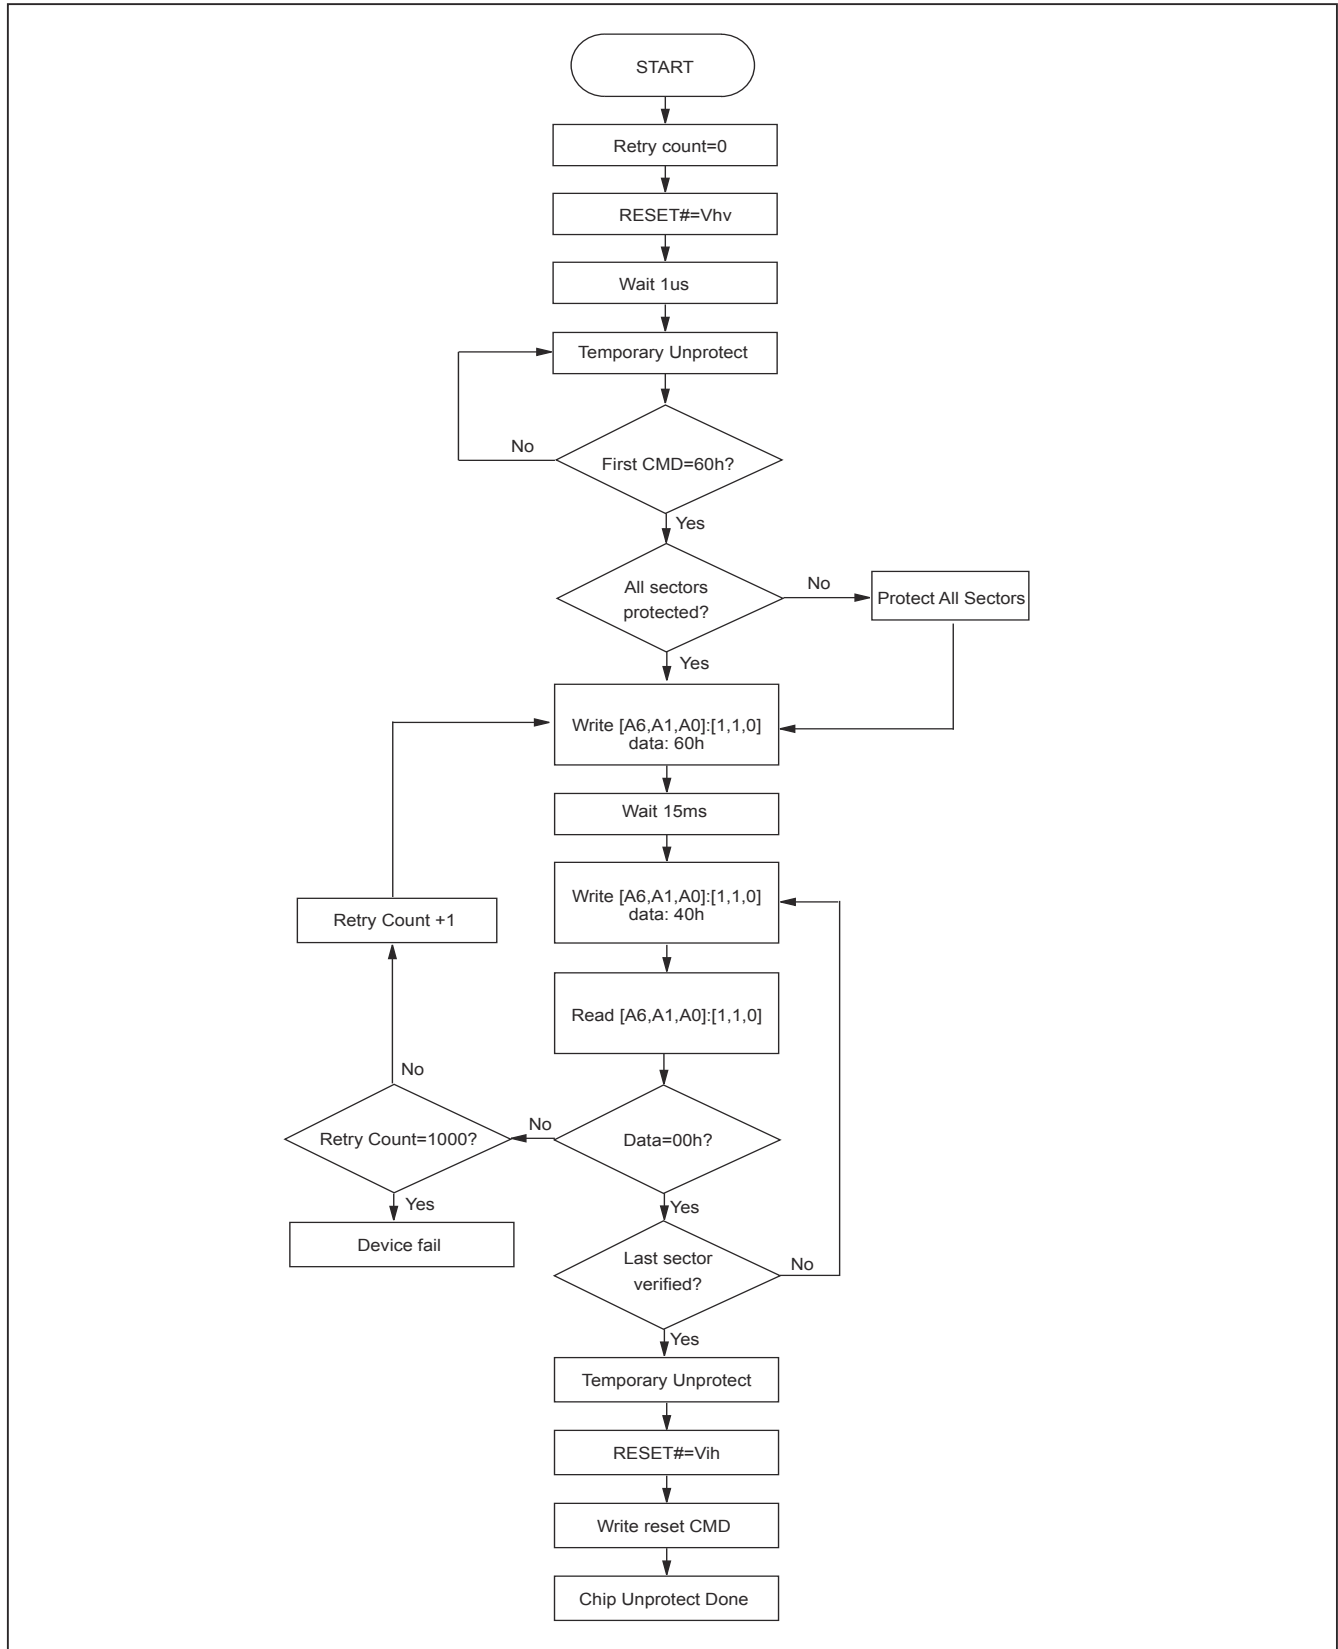 START
Retry count=0
RESET#=Vhv
Wait 1us
Temporary Unprotect
No
First CMD=60h?
Yes
All sectors
protected?
No
Protect All Sectors
Yes
Write [A6,A1,A0]:[1,1,0]
data: 60h
Wait 15ms
Write [A6,A1,A0]:[1,1,0]
data: 40h
Retry Count +1
Read [A6,A1,A0]:[1,1,0]
No
Retry Count=1000?
No
Data=00h?
Yes
Device fail
Yes
Last sector
verified?
No
Yes
Temporary Unprotect
RESET#=Vih
Write reset CMD
Chip Unprotect Done